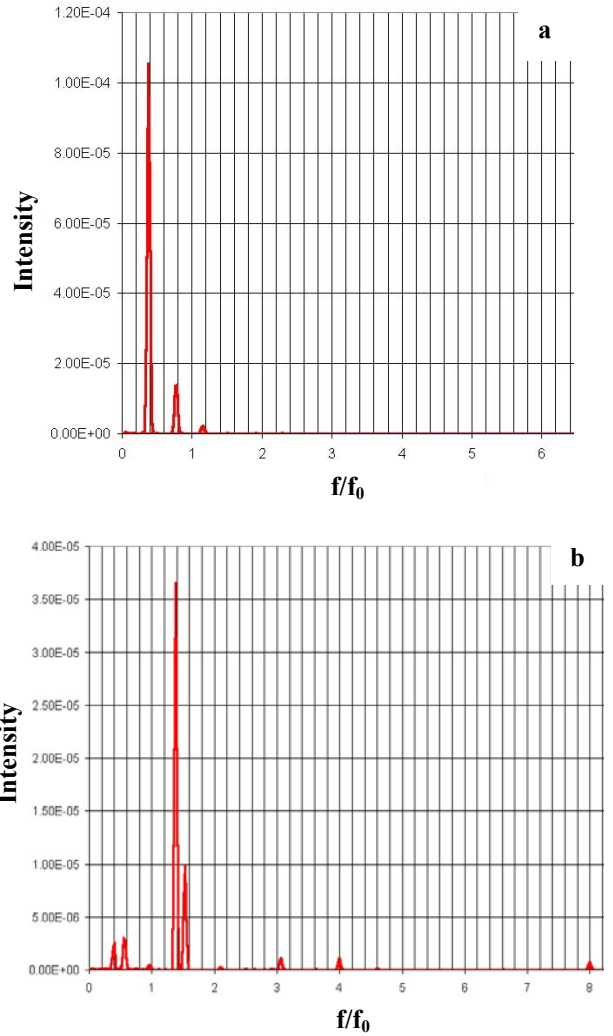 a
1.20E-04
1.00E-04
8.00E-05
6.00E-05
4.00E-05
2.00E-05
0.00E+00
Intensity
0 1 2 3 4 5 6
f/f0
b
4.00E-05
3.50E-05
3.00E-05
2.50E-05
2.00E-05
1.50E-05
1.00E-05
5.00E-06
0.00E+00
Intensity
0 1 2 3 4 5 6 7 8
f/f0